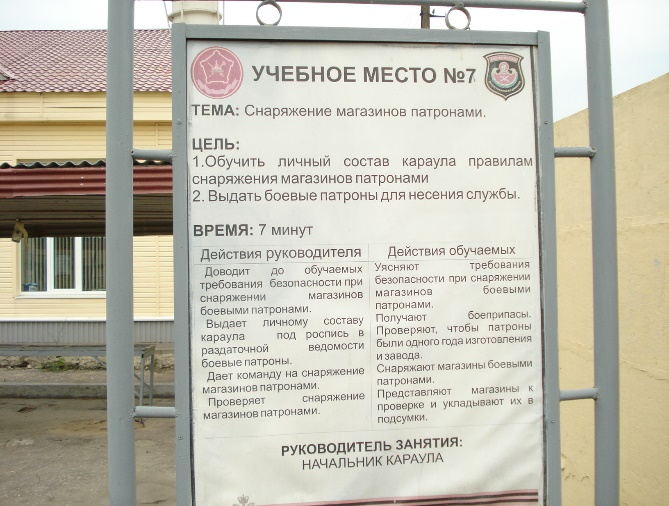 УЧЕБНОЕ МЕСТО №7
ТЕМА: Снаряжение магазинов патронами.
ЦЕЛЬ:
1.Обучить личный состав караула правилам
снаряжения магазинов патронами
2. Выдать боевые патроны для несения службы.
ВРЕМЯ: 7 минут
Действия руководителя
Доводит до обучаемых
требования безопасности при
снаряжении магазинов
боевыми патронами.
Выдает личному составу
караула под роспись в
раздаточной ведомости
боевые патроны.
Дает команду на снаряжение
магазинов патронами.
Проверяет снаряжение
магазинов патронами.
Действия обучаемых
Уясняют требования
безопасности при снаряжении
магазинов боевыми
патронами.
Получают боеприпасы.
Проверяют, чтобы патроны
были одного года изготовления
и завода.
Снаряжают магазины боевыми
патронами.
Представляют магазины к
проверке и укладывают их в
подсумки.
РУКОВОДИТЕЛЬ ЗАНЯТИЯ:
НАЧАЛЬНИК КАРАУЛА